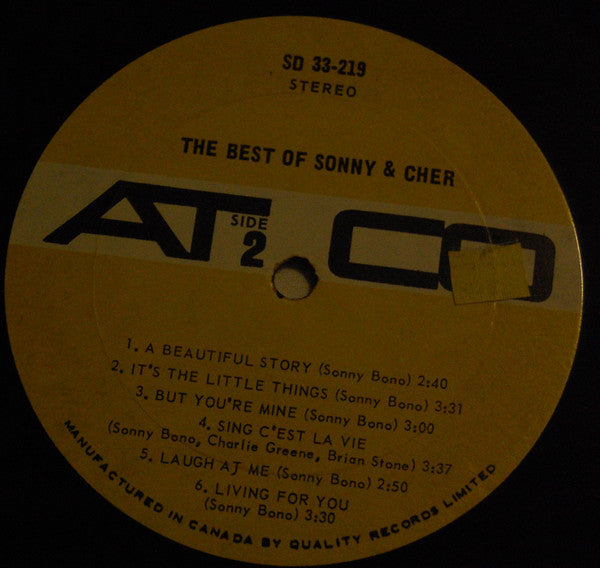 SD 33-219
STEREO
THE BEST OF SONNY & CHER
ATCO
SIDE
2
1. A BEAUTIFUL STORY (Sonny Bono) 2:40
2. IT'S THE LITTLE THINGS (Sonny Bono) 3:31
3. BUT YOU'RE MINE (Sonny Bono) 3:00
4. SING C'EST LA VIE
(Sonny Bono, Charlie Greene, Brian Stone) 3:37
5. LAUGH AT ME (Sonny Bono) 2:50
6. LIVING FOR YOU
(Sonny Bono) 3:30
MANUFACTURED IN CANADA BY QUALITY RECORDS LIMITED